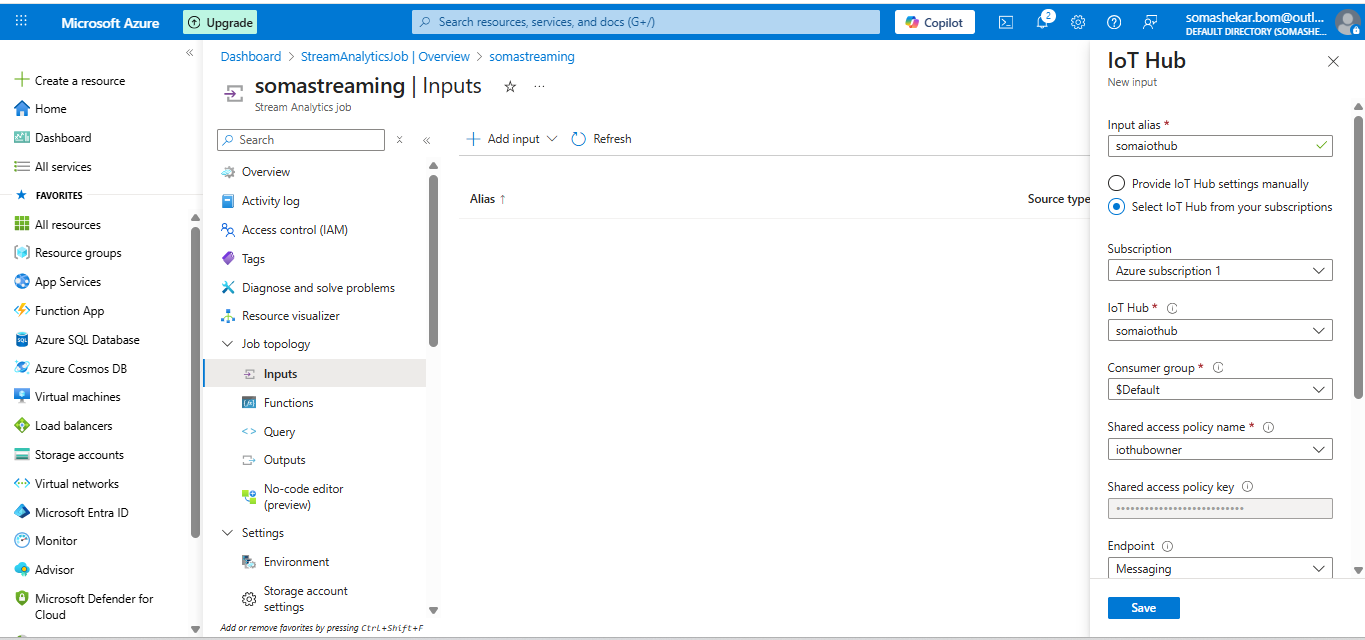 Microsoft Azure
Upgrade
Search resources, services, and docs (G+/)
Copilot
2
somashekar.bom@outl...
DEFAULT DIRECTORY (SOMASHE...
Create a resource
Home
Dashboard
All services
FAVORITES
All resources
Resource groups
App Services
Function App
Azure SQL Database
Azure Cosmos DB
Virtual machines
Load balancers
Storage accounts
Virtual networks
Microsoft Entra ID
Monitor
Advisor
Microsoft Defender for
Cloud
Dashboard > StreamAnalyticsJob | Overview > somastreaming
somastreaming | Inputs
Stream Analytics job
Search
Overview
Activity log
Access control (IAM)
Tags
Diagnose and solve problems
Resource visualizer
Job topology
Inputs
Functions
Query
Outputs
No-code editor
(preview)
Settings
Environment
Storage account
settings
Add or remove favorites by pressing Ctrl+Shift+F
Add input
Refresh
Alias ↑
Source type
IoT Hub
New input
Input alias *
somaiothub
Provide IoT Hub settings manually
Select IoT Hub from your subscriptions
Subscription
Azure subscription 1
IoT Hub *
somaiothub
Consumer group *
$Default
Shared access policy name *
iothubowner
Shared access policy key
Endpoint
Messaging
Save